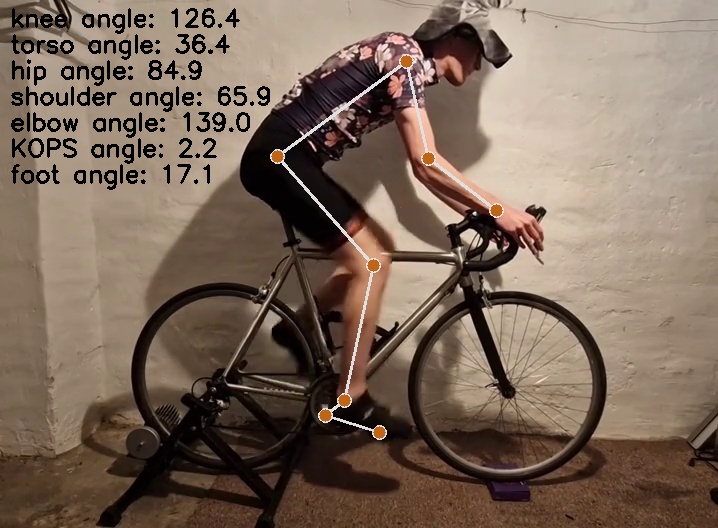 knee angle: 126.4
torso angle: 36.4
hip angle: 84.9
shoulder angle: 65.9
elbow angle: 139.0
KOPS angle: 2.2
foot angle: 17.1